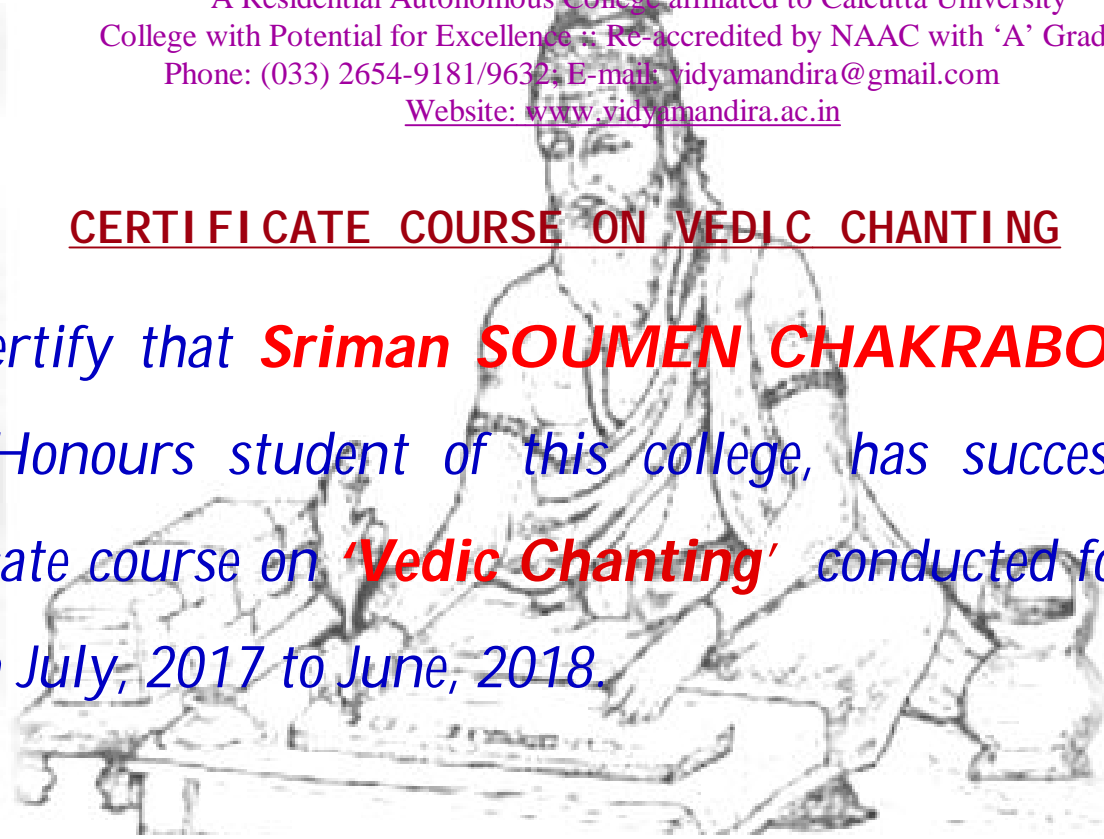 A Residential Autonomous College affiliated to Calcutta University
College with Potential for Excellence :: Re-accredited by NAAC with ‘A’ Grad
Phone: (033) 2654-9181/9632; E-mail: vidyamandira@gmail.com
Website: www.vidyamandira.ac.in
CERTIFICATE COURSE ON VEDIC CHANTING
ertify that Sriman SOUMEN CHAKRABO
Honours student of this college, has succes
ate course on ‘Vedic Chanting’ conducted fo
July, 2017 to June, 2018.